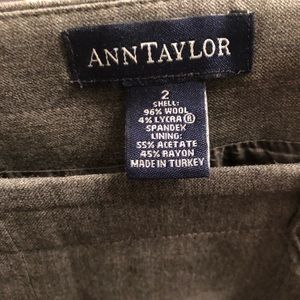 ANNTAYLOR
2
SHELL:
96% WOOL
4% LYCRA®
SPANDEX
LINING:
55% ACETATE
45% RAYON
MADE IN TURKEY